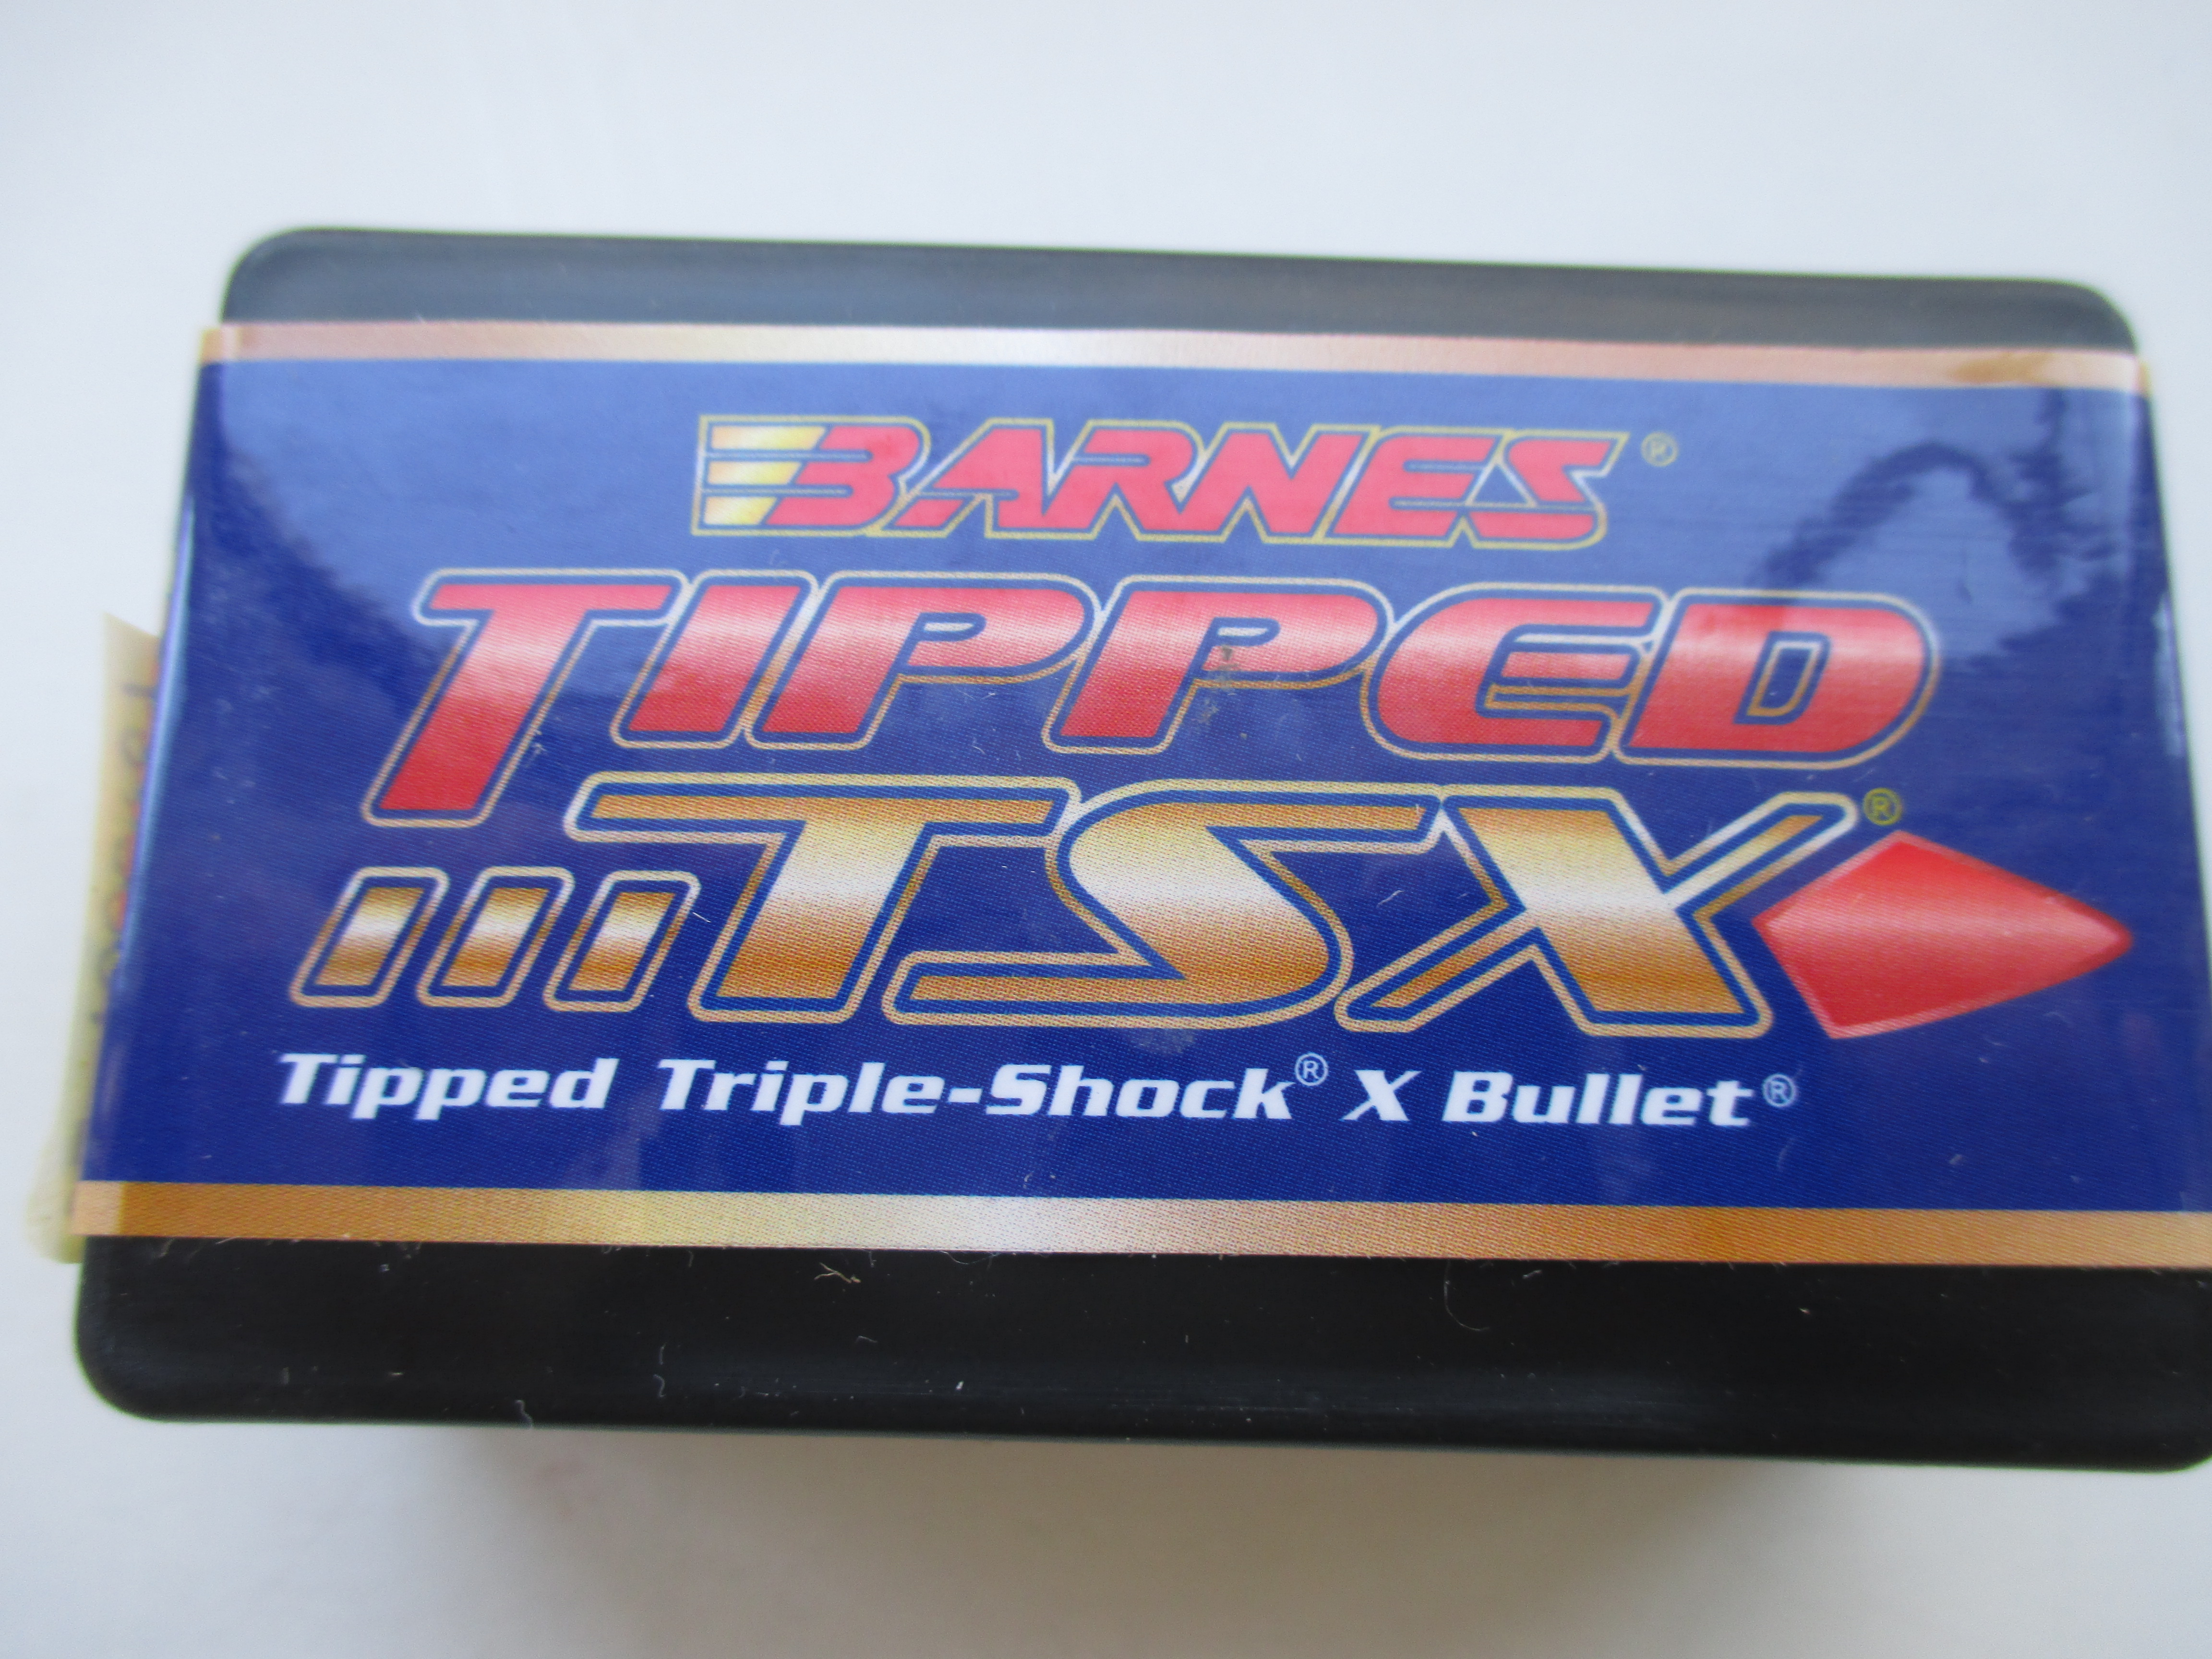 BARNES®
TIPPED
TSX®
Tipped Triple-Shock® X Bullet®